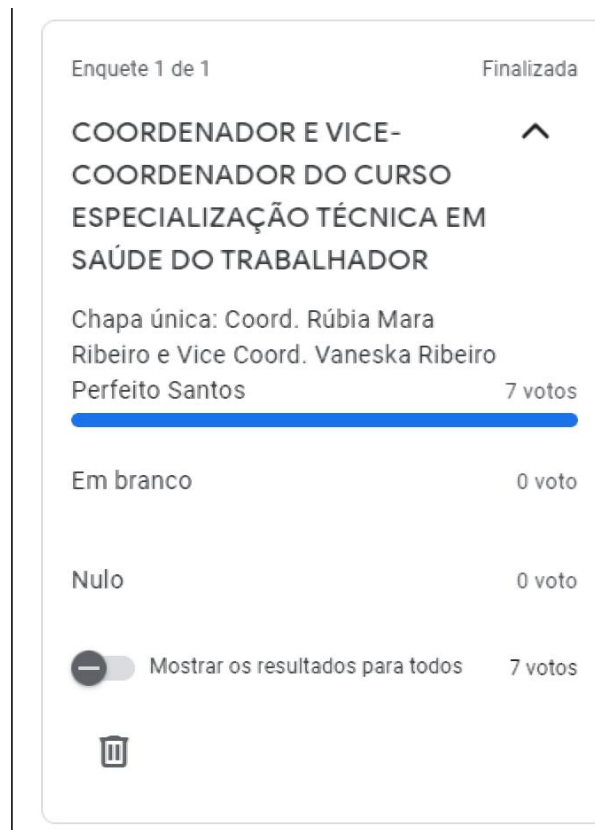 Enquete 1 de 1 Finalizada
COORDENADOR E VICE-
COORDENADOR DO CURSO
ESPECIALIZAÇÃO TÉCNICA EM
SAÚDE DO TRABALHADOR
Chapa única: Coord. Rúbia Mara
Ribeiro e Vice Coord. Vaneska Ribeiro
Perfeito Santos 7 votos
Em branco 0 voto
Nulo 0 voto
Mostrar os resultados para todos 7 votos